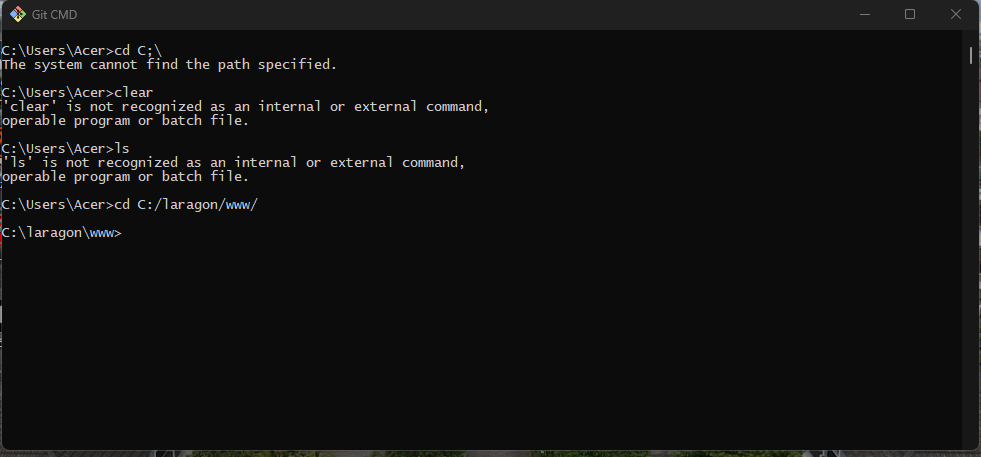 Git CMD
C:\Users\Acer>cd C;\
The system cannot find the path specified.
C:\Users\Acer>clear
'clear' is not recognized as an internal or external command,
operable program or batch file.
C:\Users\Acer>ls
'ls' is not recognized as an internal or external command,
operable program or batch file.
C:\Users\Acer>cd C:/laragon/www/
C:\laragon\www>